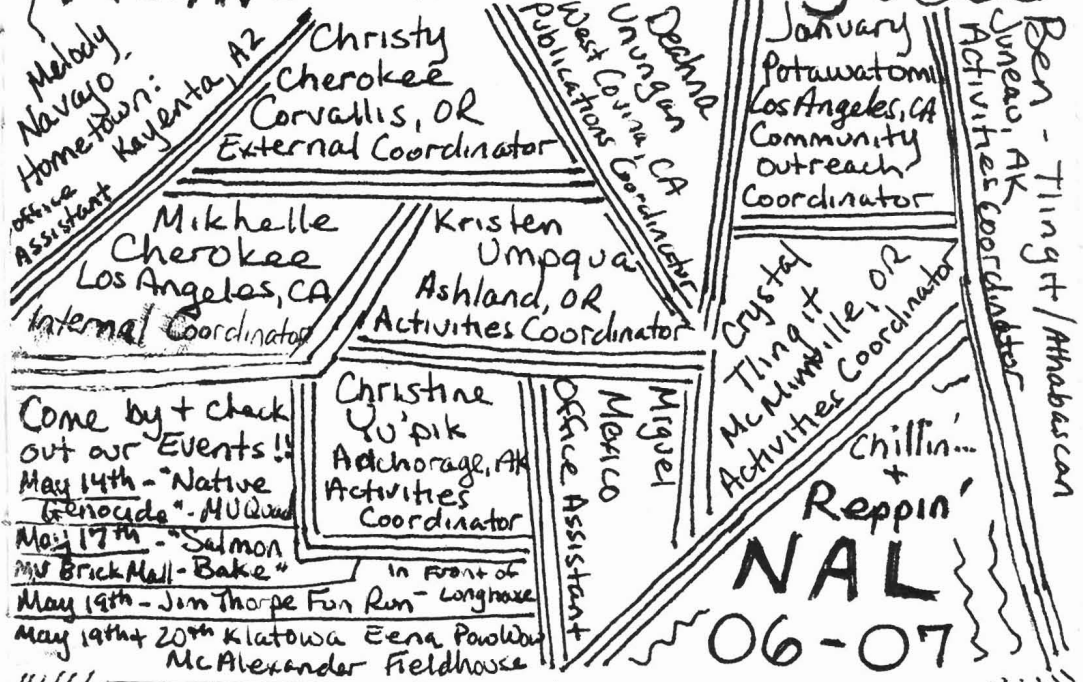 Melody
Navajo
Hometown:
Kayenta, AZ
Office
Assistant
Christy
Cherokee
Corvallis, OR
External Coordinator
Deahna
Unungan
West Covina, CA
Publications Coordinator
January
Potawatomi
Los Angeles, CA
Community
Outreach
Coordinator
Ben - Tlingit / Athabascan
Juneau, AK
Activities Coordinator
Mikhelle
Cherokee
Los Angeles, CA
Internal Coordinator
Kristen
Umpqua
Ashland, OR
Activities Coordinator
Crystal
Tlingit
McMinnville, OR
Activities Coordinator
Come by + check
out our Events!!
May 14th - "Native
Genocide" - MU Quad
May 17th - "Salmon
MU Brick Mall - Bake"
In Front of
May 19th - Jim Thorpe Fun Run - Longhouse
May 19th + 20th Klatowa Eena PowWow
McAlexander Fieldhouse
Christine
Yu'pik
Anchorage, AK
Activities
Coordinator
Miguel
Mexico
Office Assistant
Chillin'...
+
Reppin'
NAL
06-07